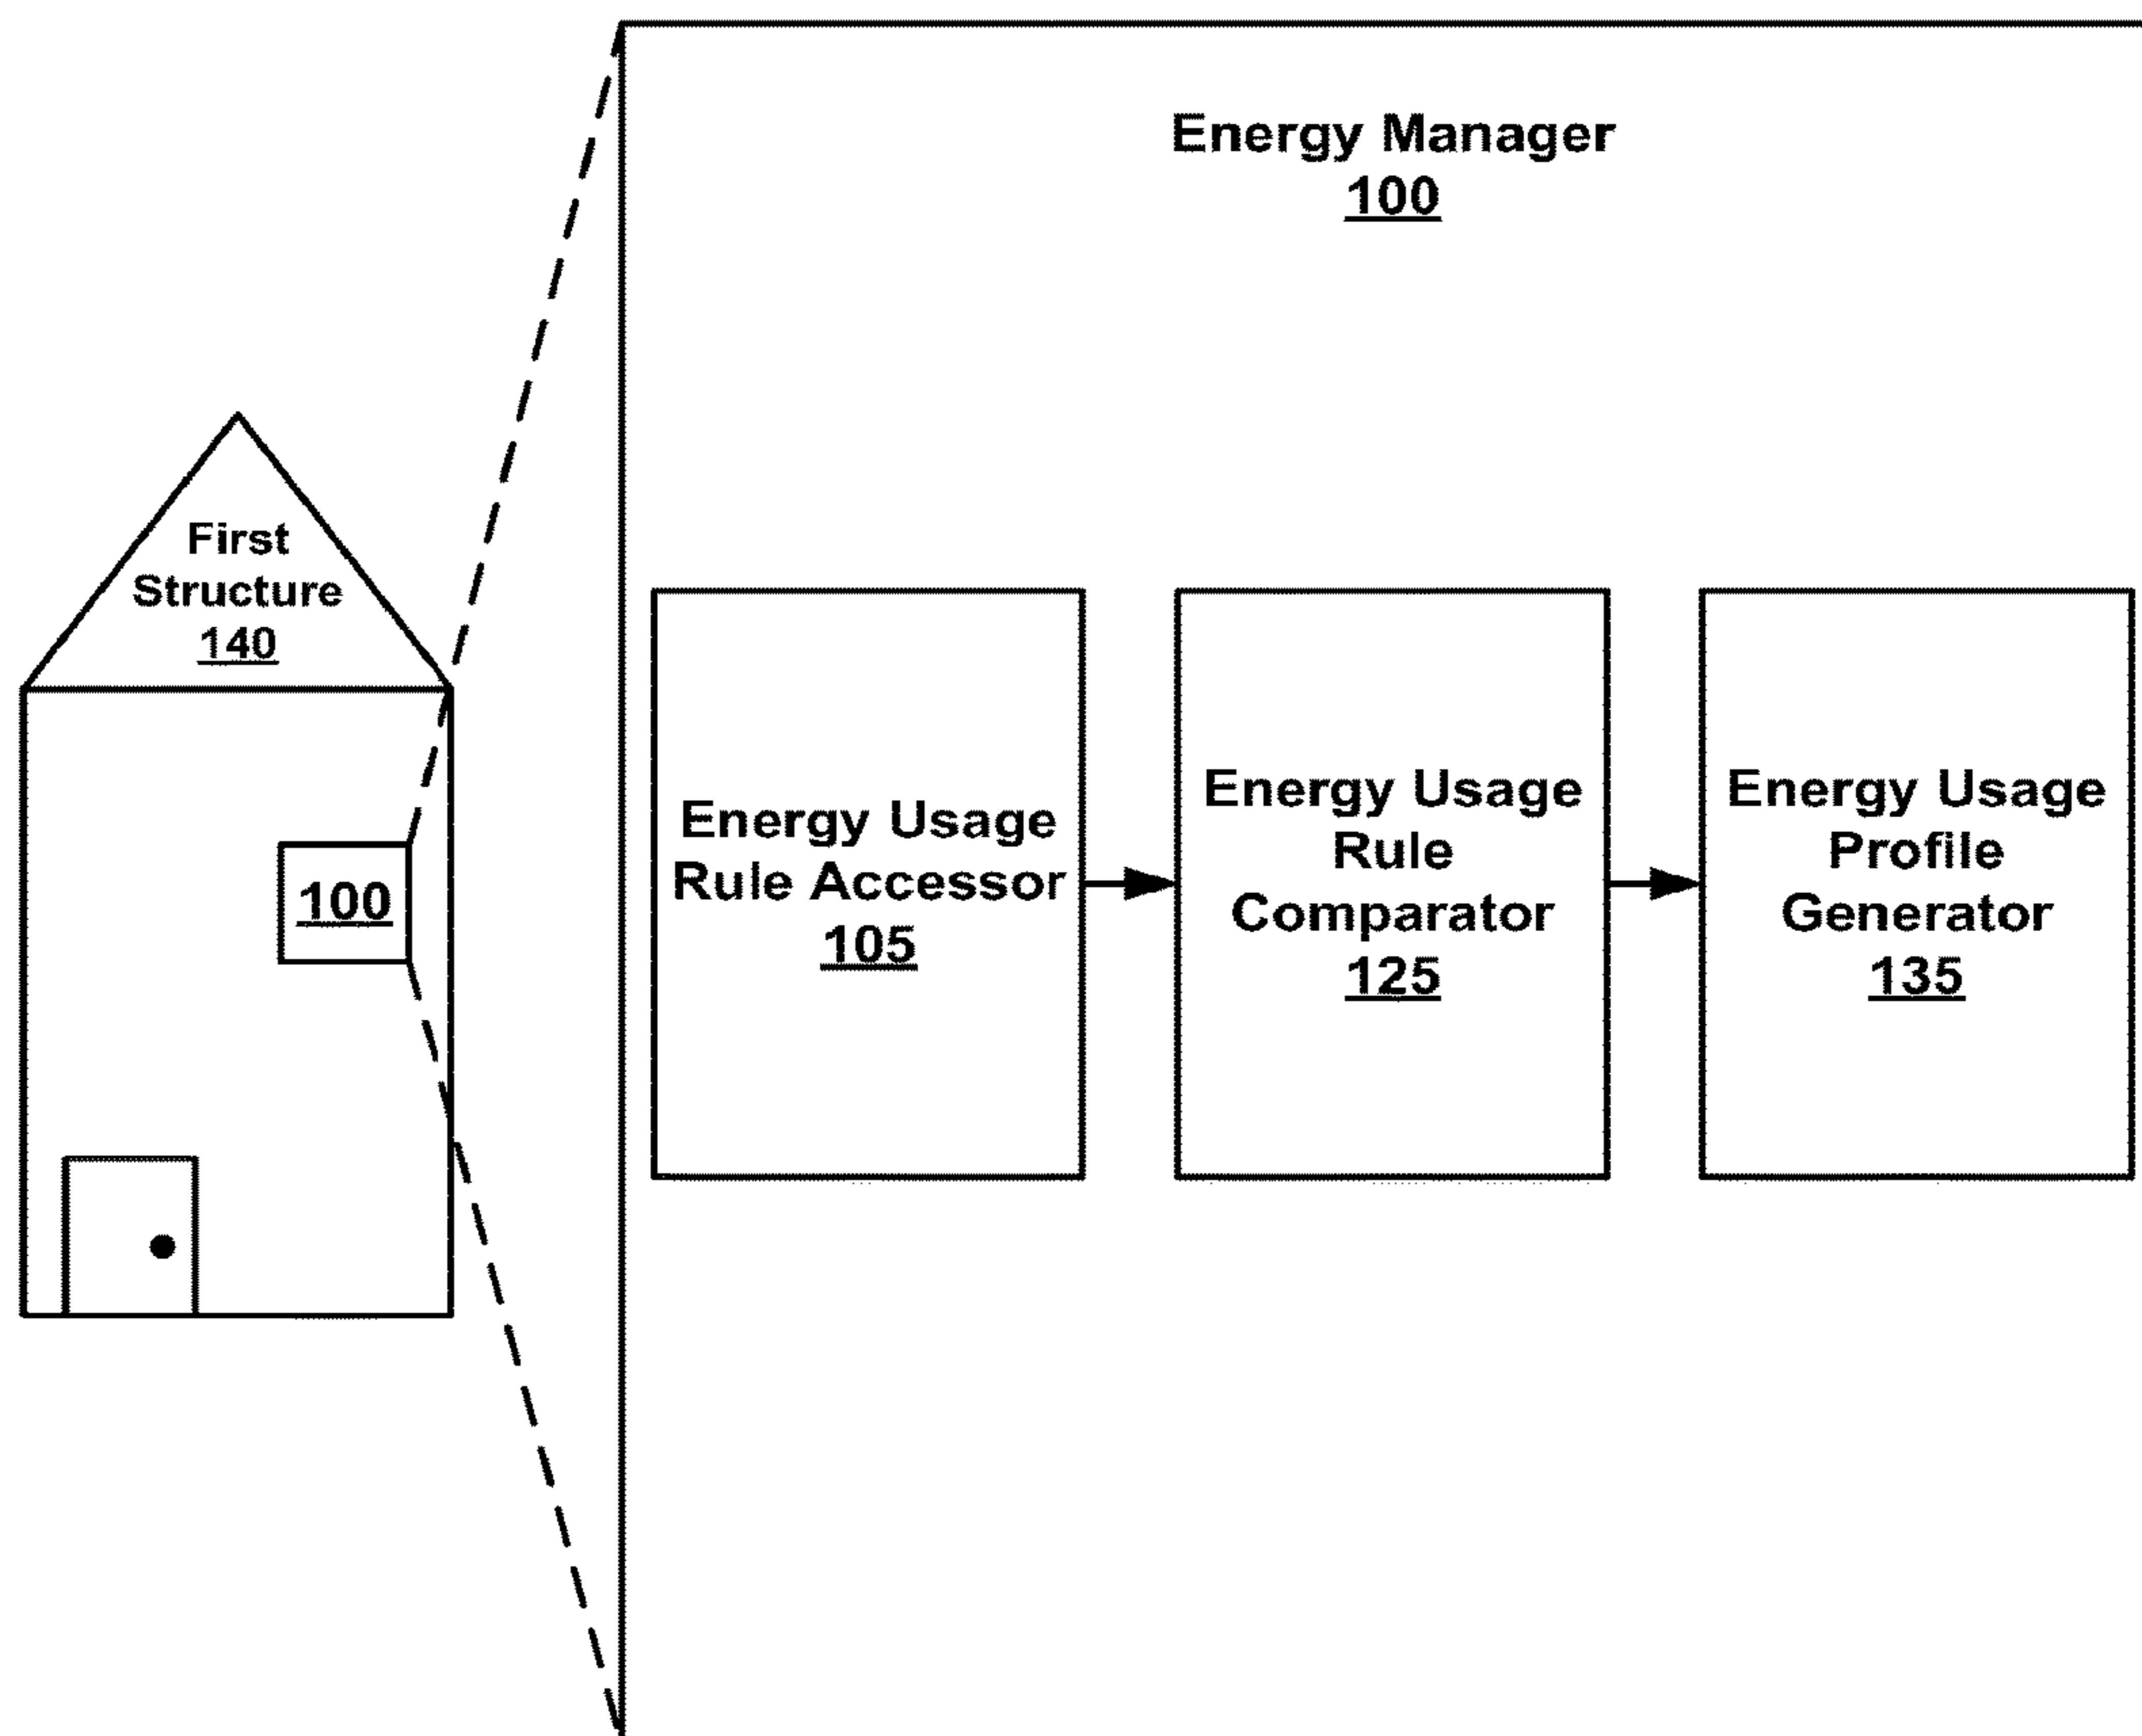 Energy Manager
100
First
Structure
140
100
Energy Usage
Rule Accessor
105
Energy Usage
Rule
Comparator
125
Energy Usage
Profile
Generator
135